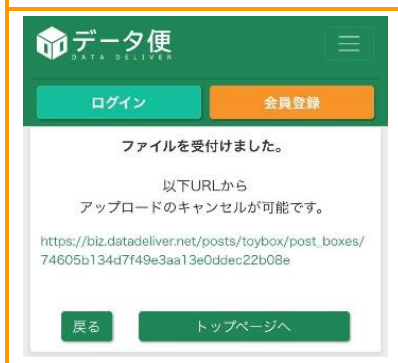 データ便
DATA DELIVER
ログイン
会員登録
ファイルを受付けました。
以下URLから
アップロードのキャンセルが可能です。
https://biz.datadeliver.net/posts/toybox/post_boxes/
74605b134d7f49e3aa13e0ddec22b08e
戻る
トップページへ